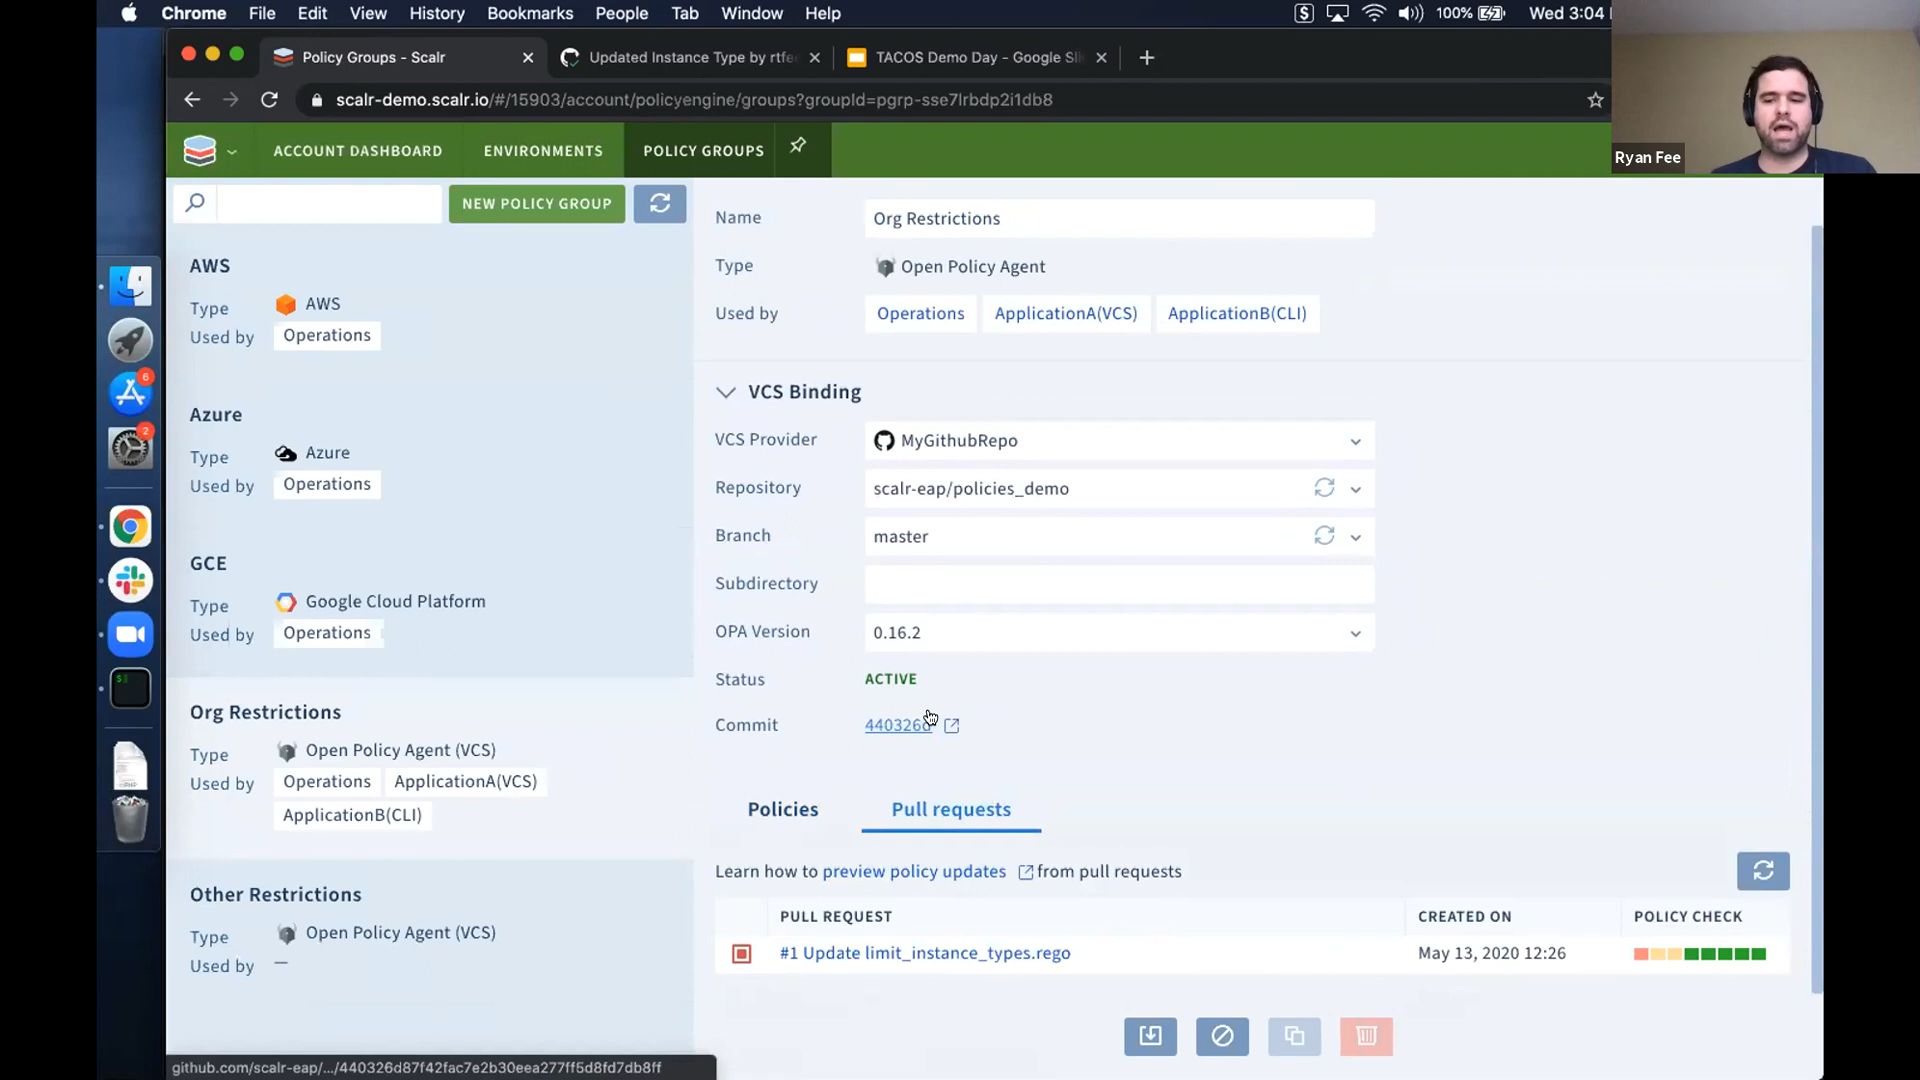 Chrome File Edit View History Bookmarks People Tab Window Help
100% Wed 3:04
Policy Groups - Scalr
Updated Instance Type by rtfe
TACOS Demo Day - Google Sli
scalr-demo.scalr.io/#/15903/account/policyengine/groups?groupId=pgrp-sse7lrbdp2i1db8
Ryan Fee
ACCOUNT DASHBOARD ENVIRONMENTS POLICY GROUPS
NEW POLICY GROUP
AWS
Type AWS
Used by Operations
Azure
Type Azure
Used by Operations
GCE
Type Google Cloud Platform
Used by Operations
Org Restrictions
Type Open Policy Agent (VCS)
Used by Operations ApplicationA(VCS)
ApplicationB(CLI)
Other Restrictions
Type Open Policy Agent (VCS)
Used by —
Name Org Restrictions
Type Open Policy Agent
Used by Operations ApplicationA(VCS) ApplicationB(CLI)
VCS Binding
VCS Provider MyGithubRepo
Repository scalr-eap/policies_demo
Branch master
Subdirectory
OPA Version 0.16.2
Status ACTIVE
Commit 440326d
Policies Pull requests
Learn how to preview policy updates from pull requests
PULL REQUEST CREATED ON POLICY CHECK
#1 Update limit_instance_types.rego May 13, 2020 12:26
github.com/scalr-eap/.../440326d87f42fac7e2b30eea277ff5d8fd7db8ff
6
2